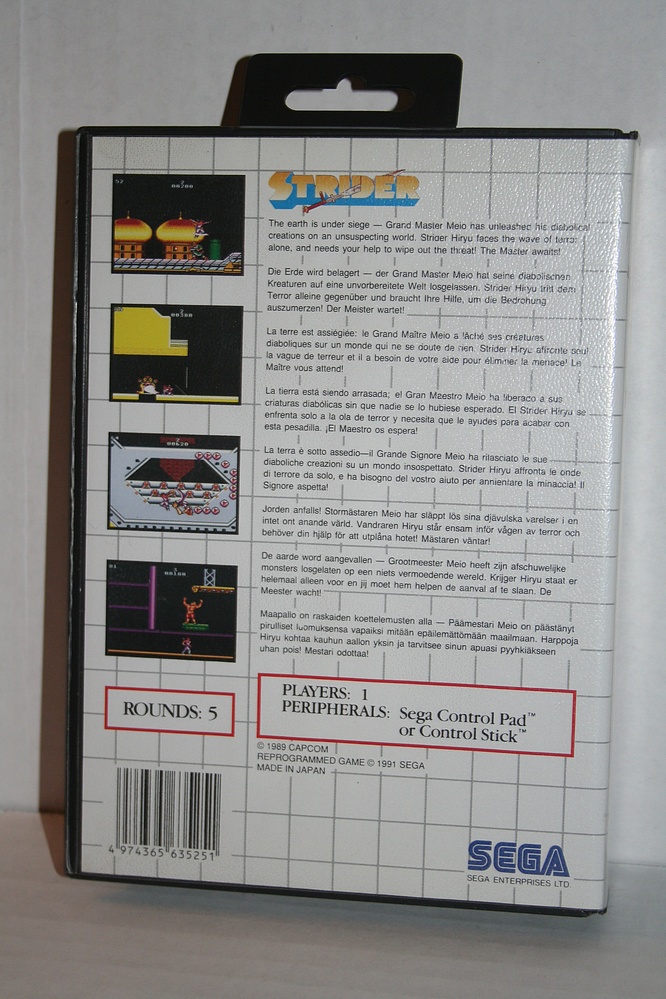 STRIDER
The earth is under siege — Grand Master Meio has unleashed his diabolical
creations on an unsuspecting world. Strider Hiryu faces the wave of terror
alone, and needs your help to wipe out the threat! The Master awaits!
Die Erde wird belagert — der Grand Master Meio hat seine diabolischen
Kreaturen auf eine unvorbereitete Welt losgelassen. Strider Hiryu tritt dem
Terror alleine gegenüber und braucht Ihre Hilfe, um die Bedrohung
auszumerzen! Der Meister wartet!
La terre est assiégée: le Grand Maître Meio a lâché ses créatures
diaboliques sur un monde qui ne se doute de rien. Strider Hiryu affronte seul
la vague de terreur et il a besoin de votre aide pour éliminer la menace! Le
Maître vous attend!
La tierra está siendo arrasada; el Gran Maestro Meio ha liberaco a sus
criaturas diabólicas sin que nadie se lo hubiese esperado. El Strider Hiryu se
enfrenta solo a la ola de terror y necesita que le ayudes para acabar con
esta pesadilla. ¡El Maestro os espera!
La terra è sotto assedio—il Grande Signore Meio ha rilasciato le sue
diaboliche creazioni su un mondo insospettato. Strider Hiryu affronta le onde
di terrore da solo, e ha bisogno del vostro aiuto per annientare la minaccia! Il
Signore aspetta!
Jorden anfalls! Stormästaren Meio har släppt lös sina djävulska varelser i en
intet ont anande värld. Vandraren Hiryu står ensam inför vågen av terror och
behöver din hjälp för att utplåna hotet! Mästaren väntar!
De aarde word aangevallen — Grootmeester Meio heeft zijn afschuwelijke
monsters losgelaten op een niets vermoedende wereld. Krijger Hiryu staat er
helemaal alleen voor en jij moet hem helpen de aanval af te slaan. De
Meester wacht!
Maapallo on raskaiden koettelemusten alla — Päämestari Meio on päästänyt
pirulliset luomuksensa vapaiksi mitään epäilemättömään maailmaan. Harppoja
Hiryu kohtaa kauhun aallon yksin ja tarvitsee sinun apuasi pyyhkiäkseen
uhan pois! Mestari odottaa!
ROUNDS: 5
PLAYERS: 1
PERIPHERALS: Sega Control Pad™
or Control Stick™
© 1989 CAPCOM
REPROGRAMMED GAME © 1991 SEGA
MADE IN JAPAN
4 974365 635251
SEGA
SEGA ENTERPRISES LTD.